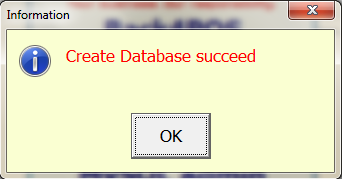 Information
Create Database succeed
OK